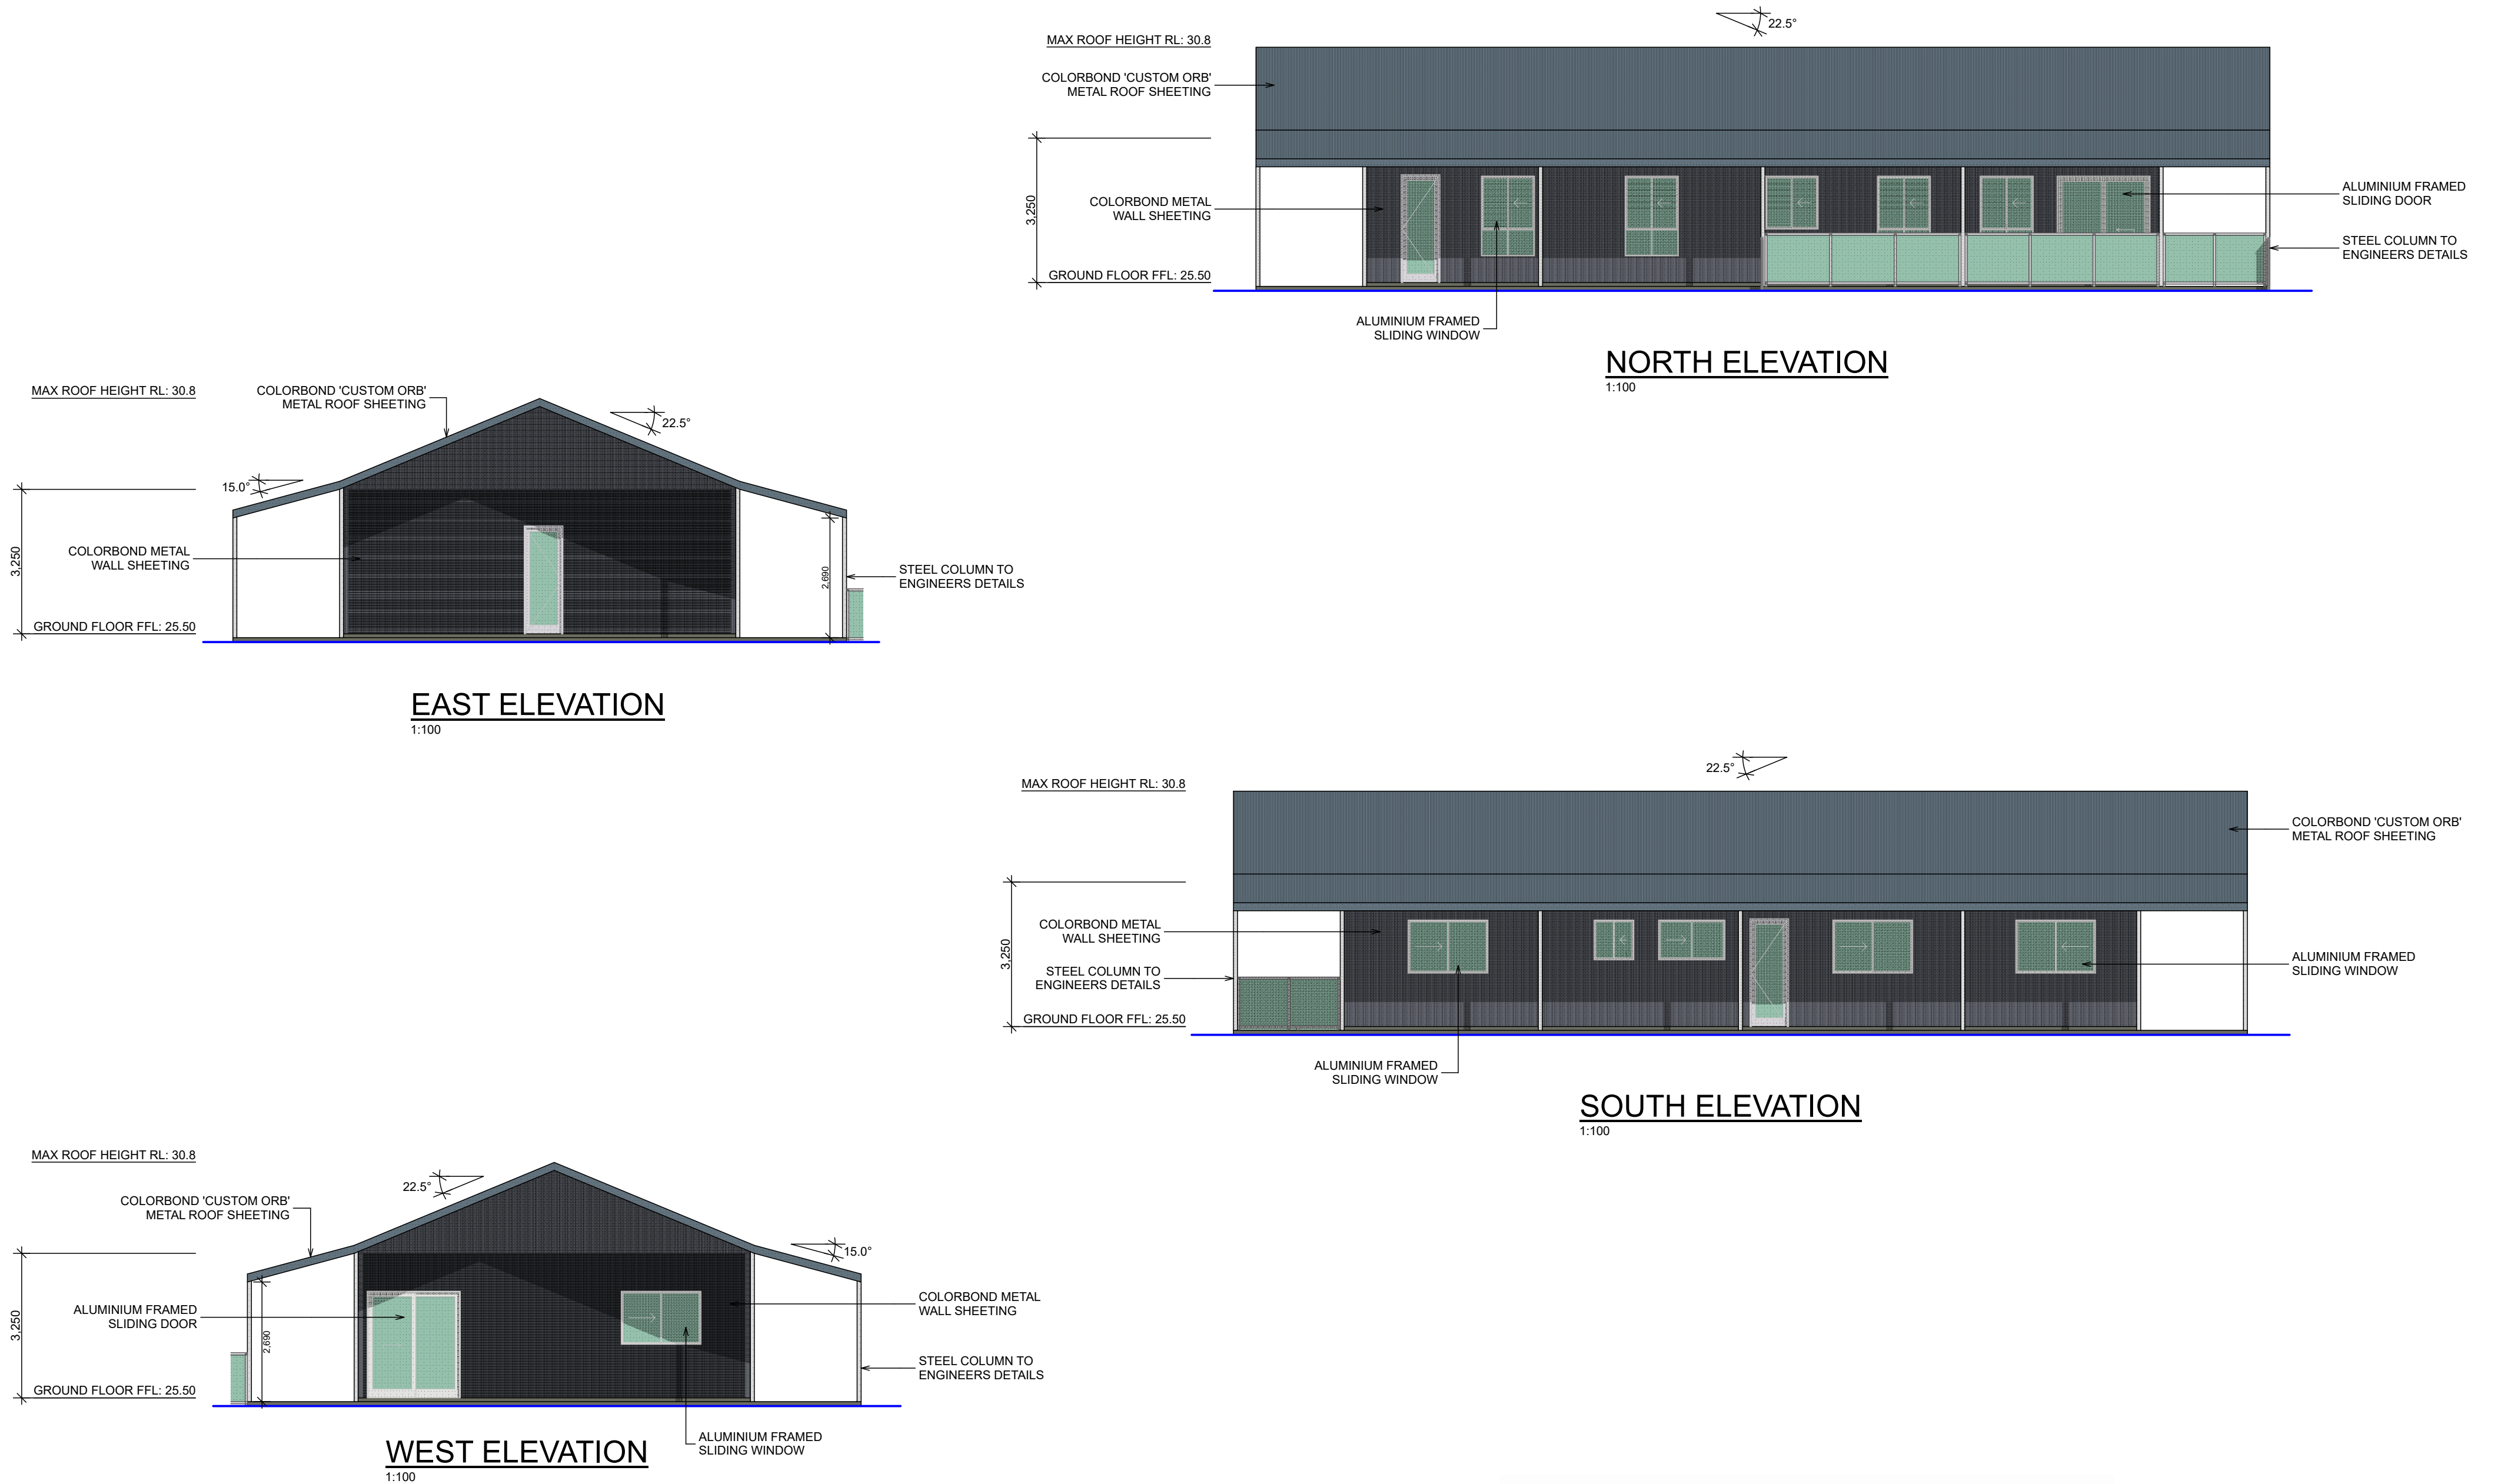 22.5°
MAX ROOF HEIGHT RL: 30.8
COLORBOND 'CUSTOM ORB'
METAL ROOF SHEETING
3,250
COLORBOND METAL
WALL SHEETING
GROUND FLOOR FFL: 25.50
ALUMINIUM FRAMED
SLIDING DOOR
STEEL COLUMN TO
ENGINEERS DETAILS
ALUMINIUM FRAMED
SLIDING WINDOW
NORTH ELEVATION
1:100
MAX ROOF HEIGHT RL: 30.8
COLORBOND 'CUSTOM ORB'
METAL ROOF SHEETING
22.5°
15.0°
3,250
COLORBOND METAL
WALL SHEETING
2,690
STEEL COLUMN TO
ENGINEERS DETAILS
GROUND FLOOR FFL: 25.50
EAST ELEVATION
1:100
22.5°
MAX ROOF HEIGHT RL: 30.8
COLORBOND 'CUSTOM ORB'
METAL ROOF SHEETING
3,250
COLORBOND METAL
WALL SHEETING
STEEL COLUMN TO
ENGINEERS DETAILS
GROUND FLOOR FFL: 25.50
ALUMINIUM FRAMED
SLIDING WINDOW
ALUMINIUM FRAMED
SLIDING WINDOW
SOUTH ELEVATION
1:100
MAX ROOF HEIGHT RL: 30.8
22.5°
COLORBOND 'CUSTOM ORB'
METAL ROOF SHEETING
15.0°
3,250
ALUMINIUM FRAMED
SLIDING DOOR
2,690
COLORBOND METAL
WALL SHEETING
STEEL COLUMN TO
ENGINEERS DETAILS
GROUND FLOOR FFL: 25.50
ALUMINIUM FRAMED
SLIDING WINDOW
WEST ELEVATION
1:100